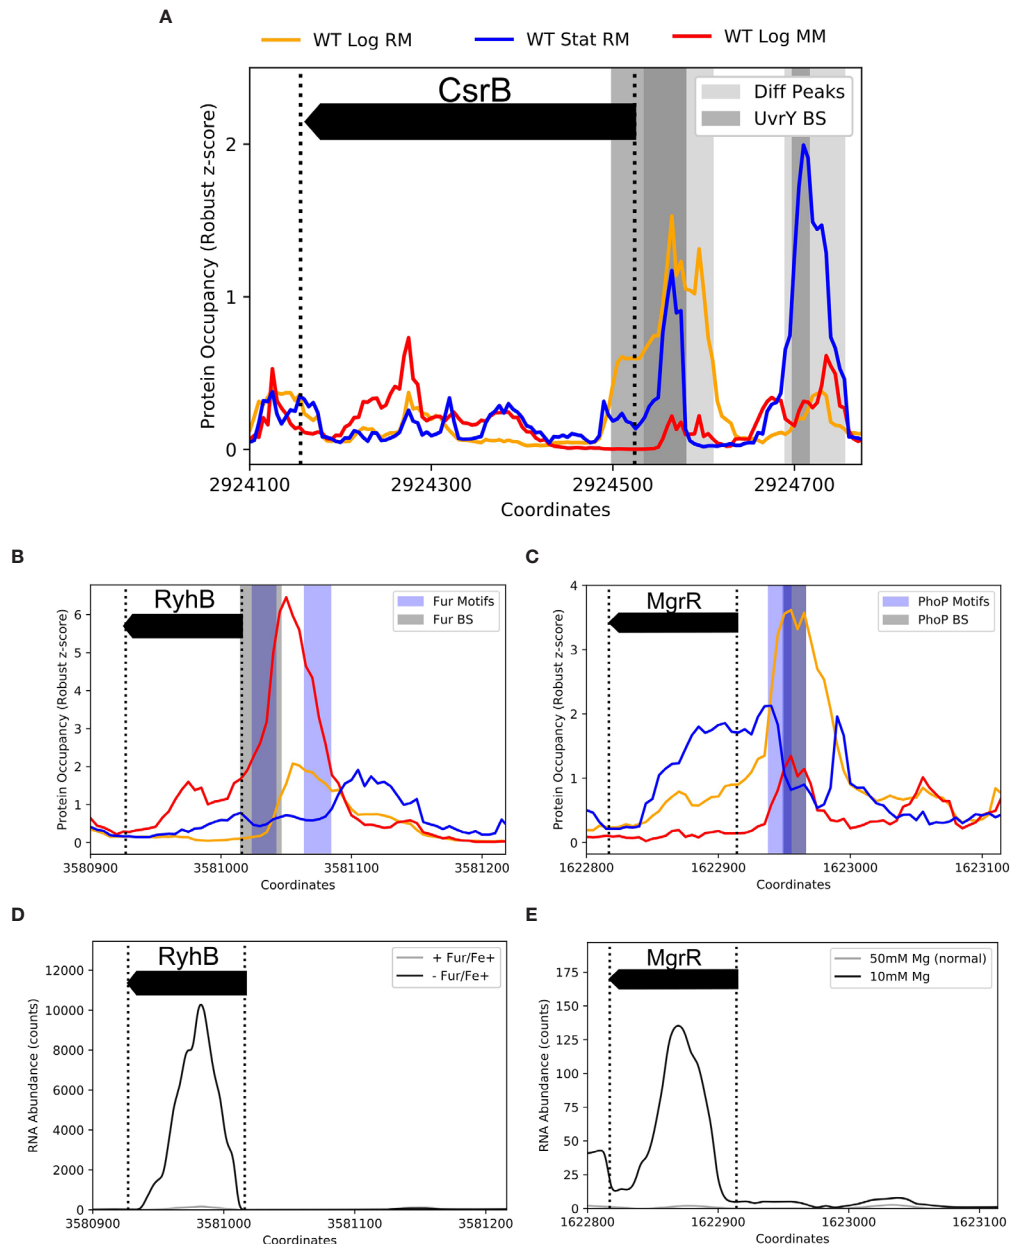 A
WT Log RM WT Stat RM WT Log MM
CsrB
Diff Peaks
UvrY BS
Protein Occupancy (Robust z-score)
2
1
0
2924100 2924300 2924500 2924700
Coordinates
B
RyhB
Fur Motifs
Fur BS
Protein Occupancy (Robust z-score)
6
5
4
3
2
1
0
3580900 3581000 3581100 3581200
Coordinates
C
MgrR
PhoP Motifs
PhoP BS
Protein Occupancy (Robust z-score)
4
3
2
1
0
1622800 1622900 1623000 1623100
Coordinates
D
RyhB
+ Fur/Fe+
- Fur/Fe+
RNA Abundance (counts)
12000
10000
8000
6000
4000
2000
0
3580900 3581000 3581100 3581200
Coordinates
E
MgrR
50mM Mg (normal)
10mM Mg
RNA Abundance (counts)
175
150
125
100
75
50
25
0
1622800 1622900 1623000 1623100
Coordinates